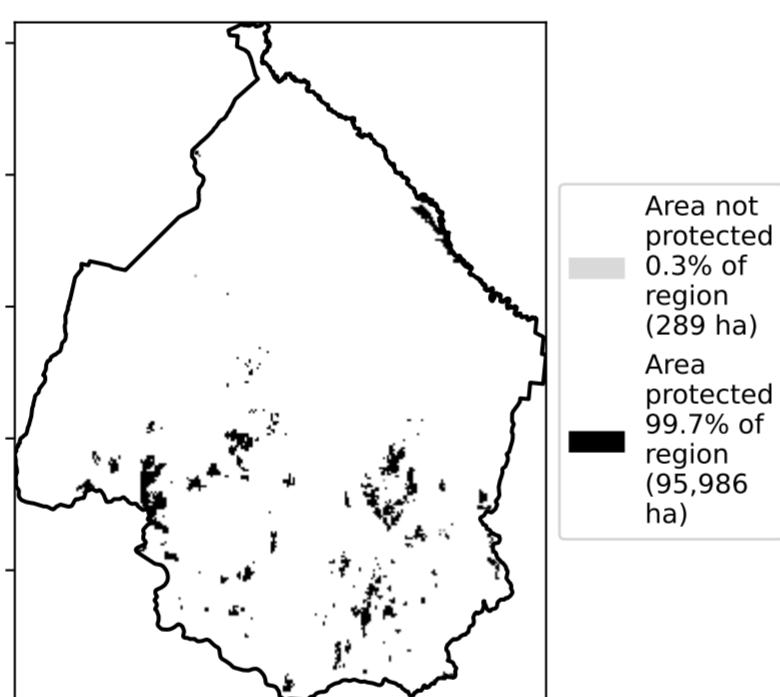 Area not
protected
0.3% of
region
(289 ha)
Area
protected
99.7% of
region
(95,986
ha)